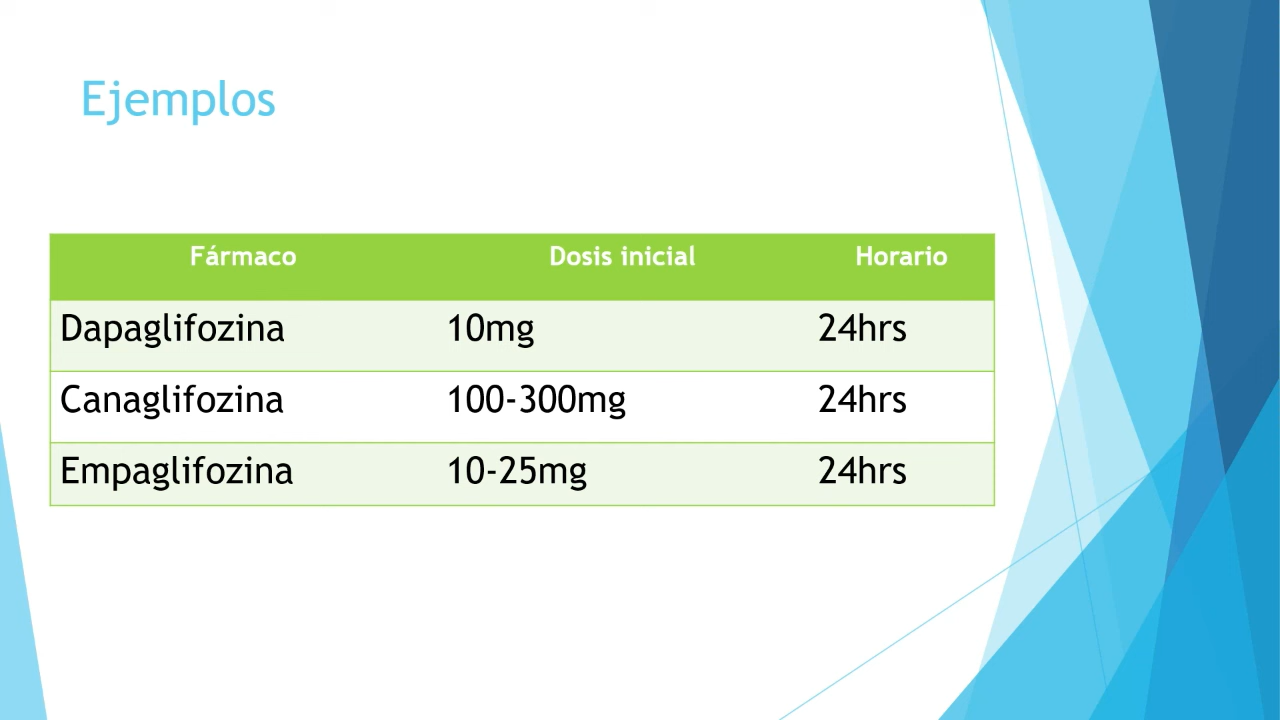 Ejemplos
Fármaco Dosis inicial Horario
Dapaglifozina 10mg 24hrs
Canaglifozina 100-300mg 24hrs
Empaglifozina 10-25mg 24hrs